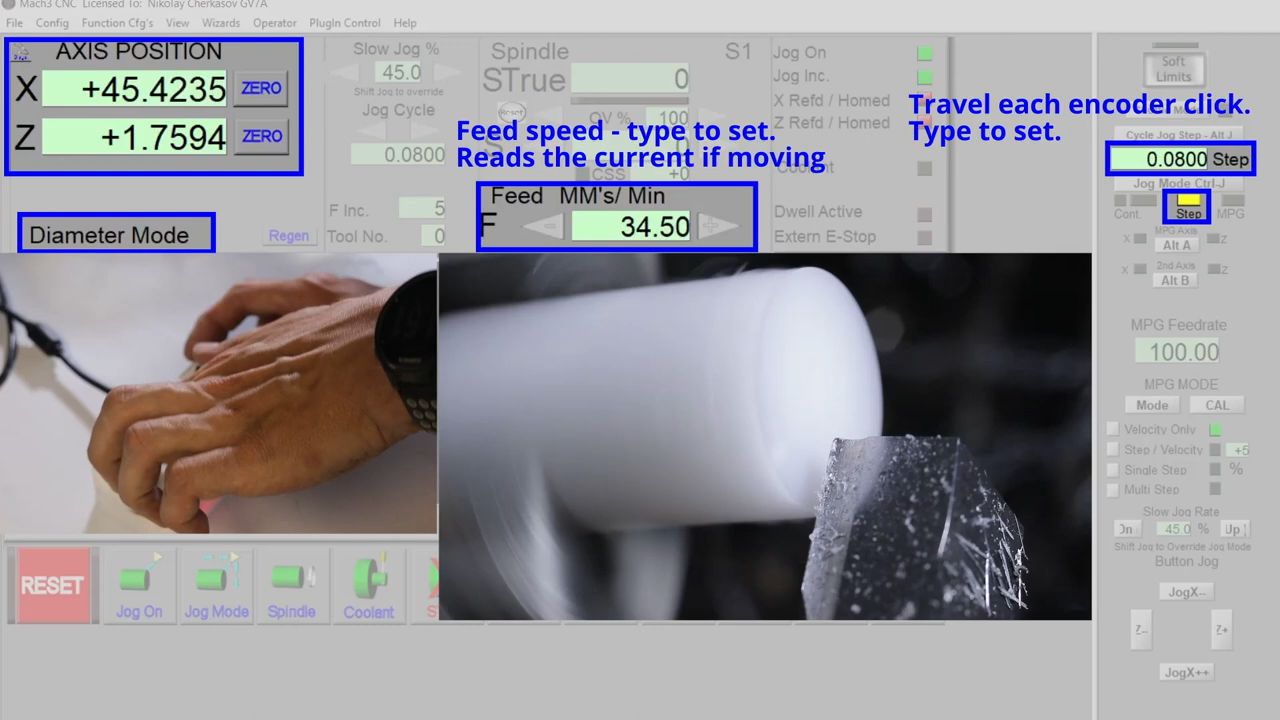 Mach3 CNC Licensed To: Nikolay Cherkasov GV7A
File Config Function Cfg's View Wizards Operator PlugIn Control Help
AXIS POSITION
X +45.4235 ZERO
Z +1.7594 ZERO
Diameter Mode
Regen
Slow Jog %
45.0
Shift Jog to override
Jog Cycle
0.0800
F Inc. 5
Tool No. 0
Spindle S1
STrue 0
Reset
OV % 100
CSS +0
Feed speed - type to set.
Reads the current if moving
Feed MM's/ Min
F 34.50
Jog On
Jog Inc.
X Refd / Homed
Z Refd / Homed
Dwell Active
Extern E-Stop
Travel each encoder click.
Type to set.
Soft
Limits
Cycle Jog Step - Alt J
0.0800 Step
Jog Mode Ctrl-J
Cont. Step MPG
MPG Axis
X Alt A Z
2nd Axis
X Alt B Z
MPG Feedrate
100.00
MPG MODE
Mode CAL
Velocity Only
Step / Velocity +5
Single Step %
Multi Step
Slow Jog Rate
Dn 45.0 % Up !
Shift Jog to Override Jog Mode
Button Jog
JogX--
Z-- Z+
JogX++
RESET
Jog On
Jog Mode
Spindle
Coolant